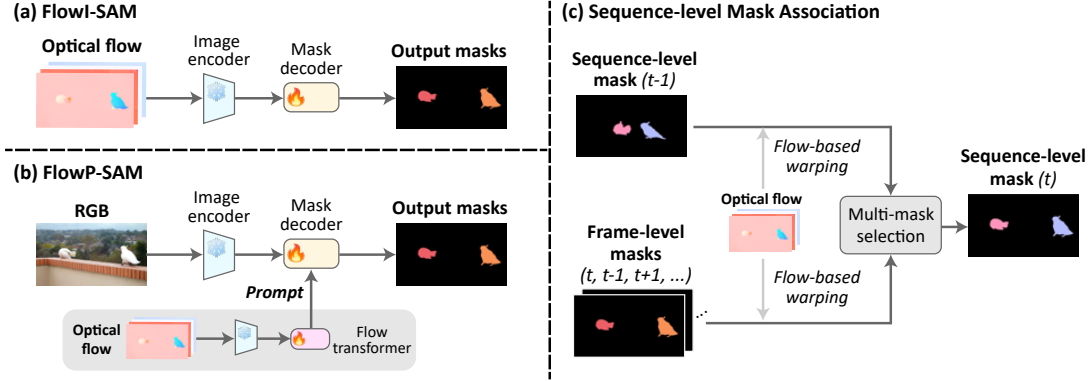 (a) FlowI-SAM
Optical flow
Image
encoder
Mask
decoder
Output masks
(b) FlowP-SAM
RGB
Image
encoder
Mask
decoder
Output masks
Prompt
Optical
flow
Flow
transformer
(c) Sequence-level Mask Association
Sequence-level
mask (t-1)
Flow-based
warping
Optical flow
Frame-level
masks
(t, t-1, t+1, ...)
Flow-based
warping
...
Multi-mask
selection
Sequence-level
mask (t)